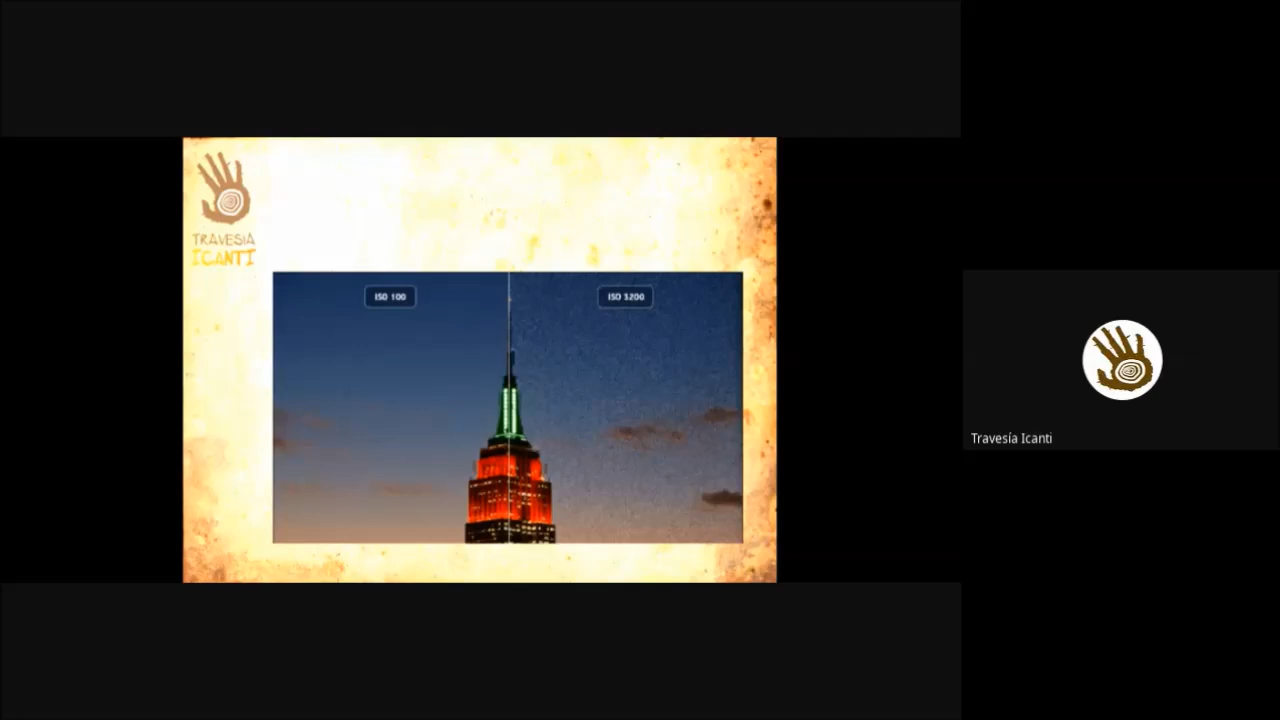 TRAVESIA
ICANTI
ISO 100
ISO 3200
Travesía Icanti